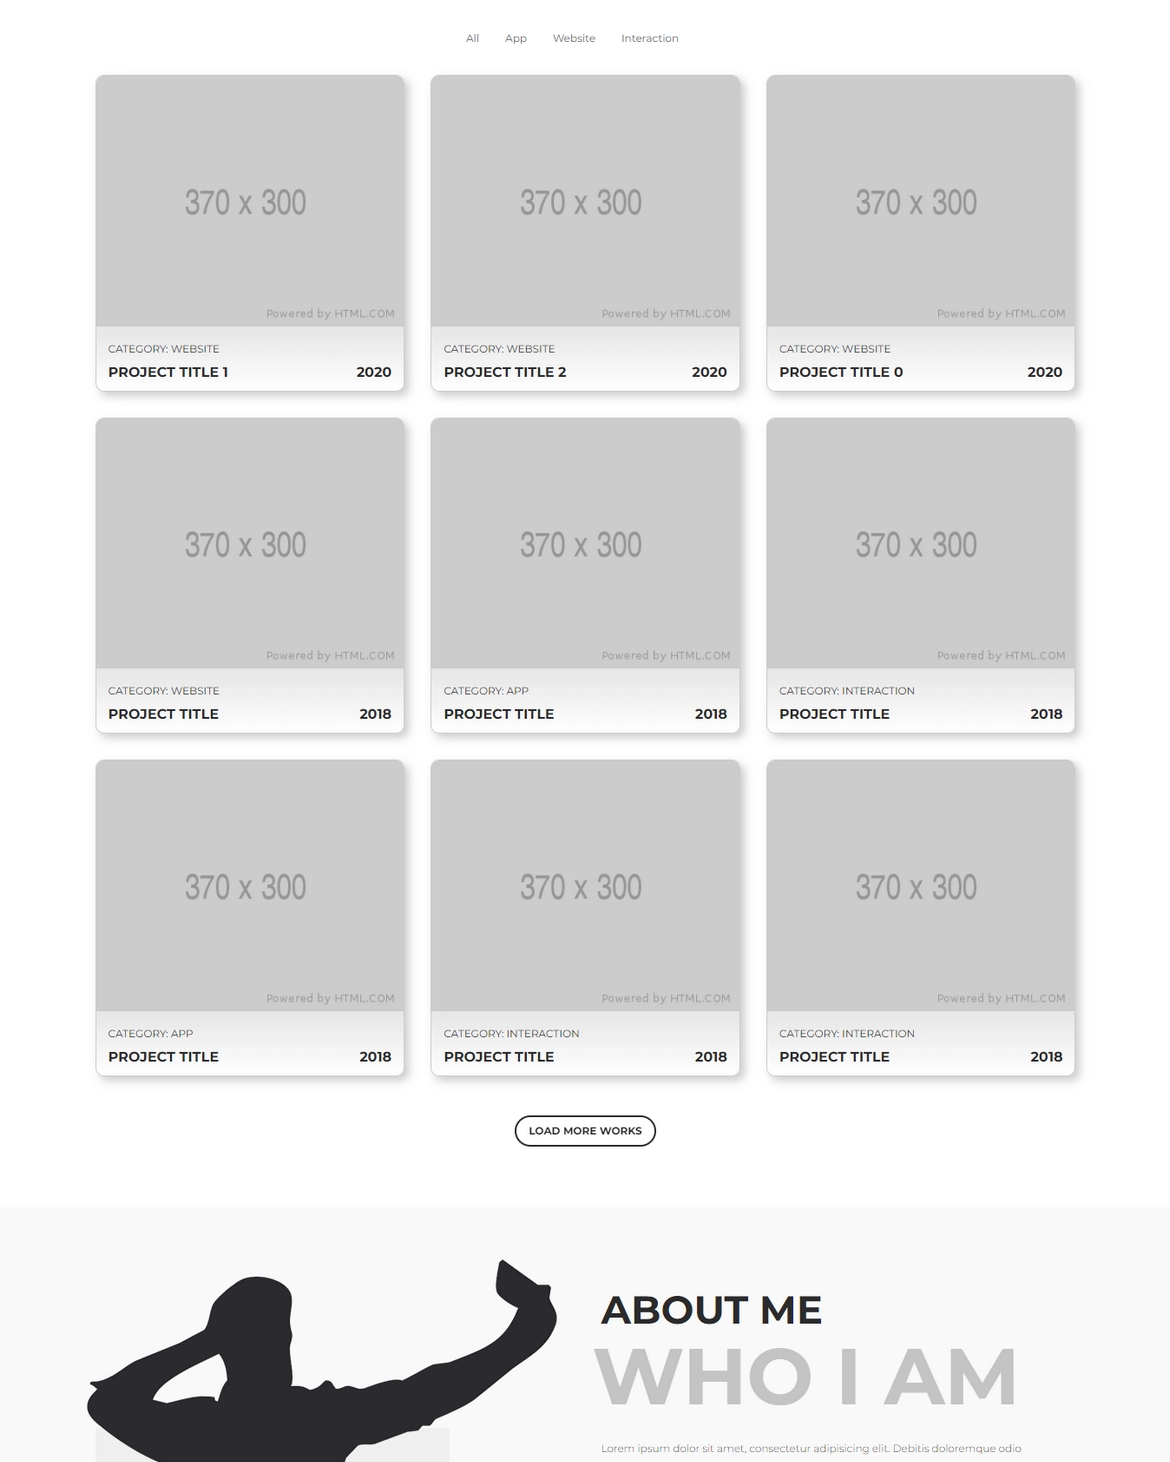 All App Website Interaction
370 x 300 370 x 300 370 x 300
Powered by HTML.COM Powered by HTML.COM Powered by HTML.COM
CATEGORY: WEBSITE CATEGORY: WEBSITE CATEGORY: WEBSITE
PROJECT TITLE 1 2020 PROJECT TITLE 2 2020 PROJECT TITLE 0 2020
370 x 300 370 x 300 370 x 300
Powered by HTML.COM Powered by HTML.COM Powered by HTML.COM
CATEGORY: WEBSITE CATEGORY: APP CATEGORY: INTERACTION
PROJECT TITLE 2018 PROJECT TITLE 2018 PROJECT TITLE 2018
370 x 300 370 x 300 370 x 300
Powered by HTML.COM Powered by HTML.COM Powered by HTML.COM
CATEGORY: APP CATEGORY: INTERACTION CATEGORY: INTERACTION
PROJECT TITLE 2018 PROJECT TITLE 2018 PROJECT TITLE 2018
LOAD MORE WORKS
ABOUT ME
WHO I AM
Lorem ipsum dolor sit amet, consectetur adipisicing elit. Debitis doloremque odio